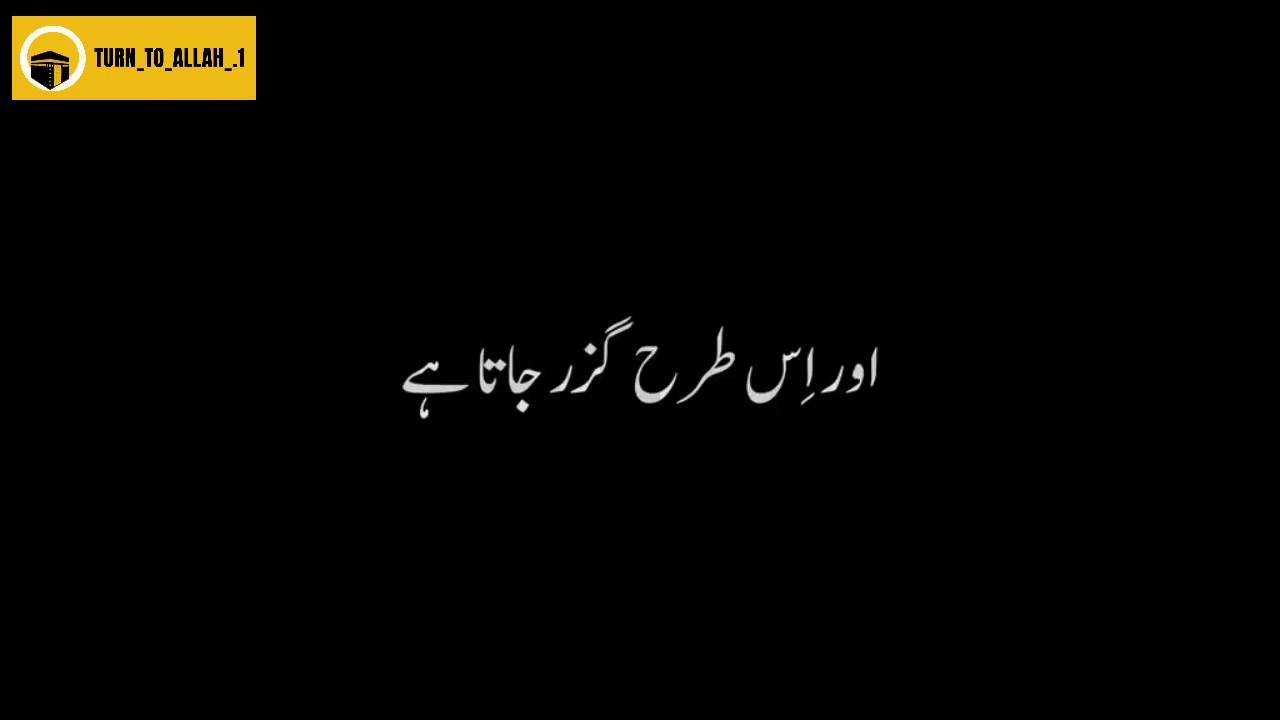 TURN_TO_ALLAH_.1
اور اِس طرح گزر جاتا ہے